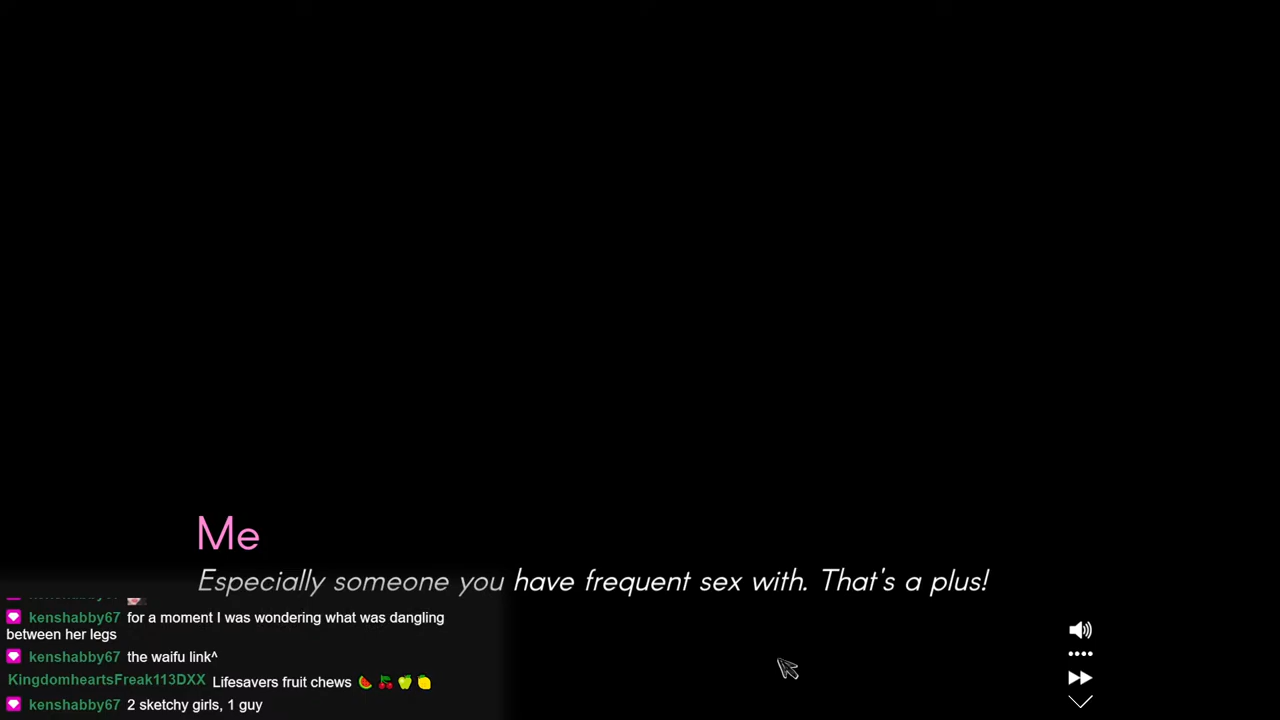 Me
Especially someone you have frequent sex with. That's a plus!
kenshabby67 for a moment I was wondering what was dangling
between her legs
kenshabby67 the waifu link^
KingdomheartsFreak113DXX Lifesavers fruit chews 🍉 🍒 🍏 🍋
kenshabby67 2 sketchy girls, 1 guy